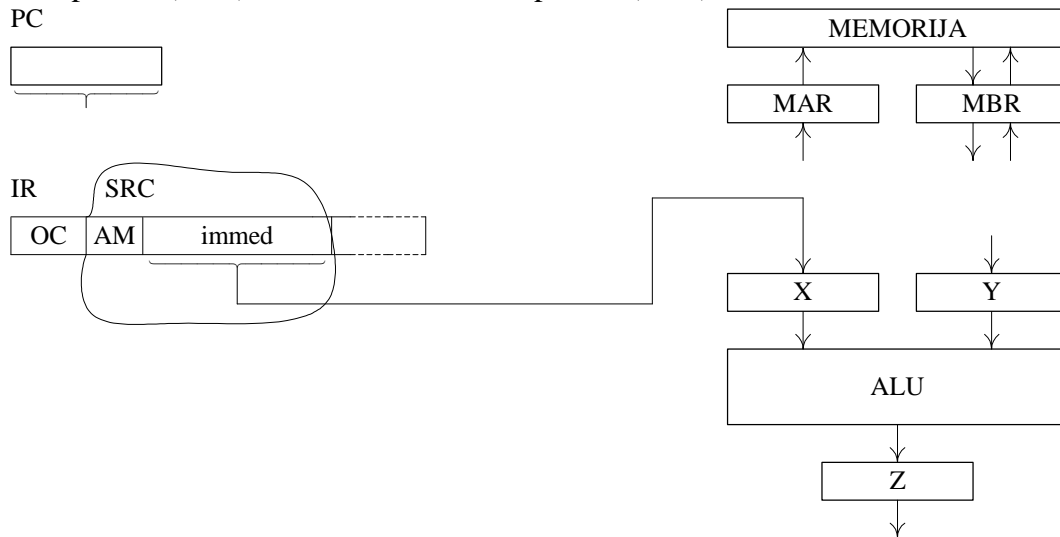 PC
MEMORIJA
MAR MBR
IR SRC
OC AM immed
X Y
ALU
Z